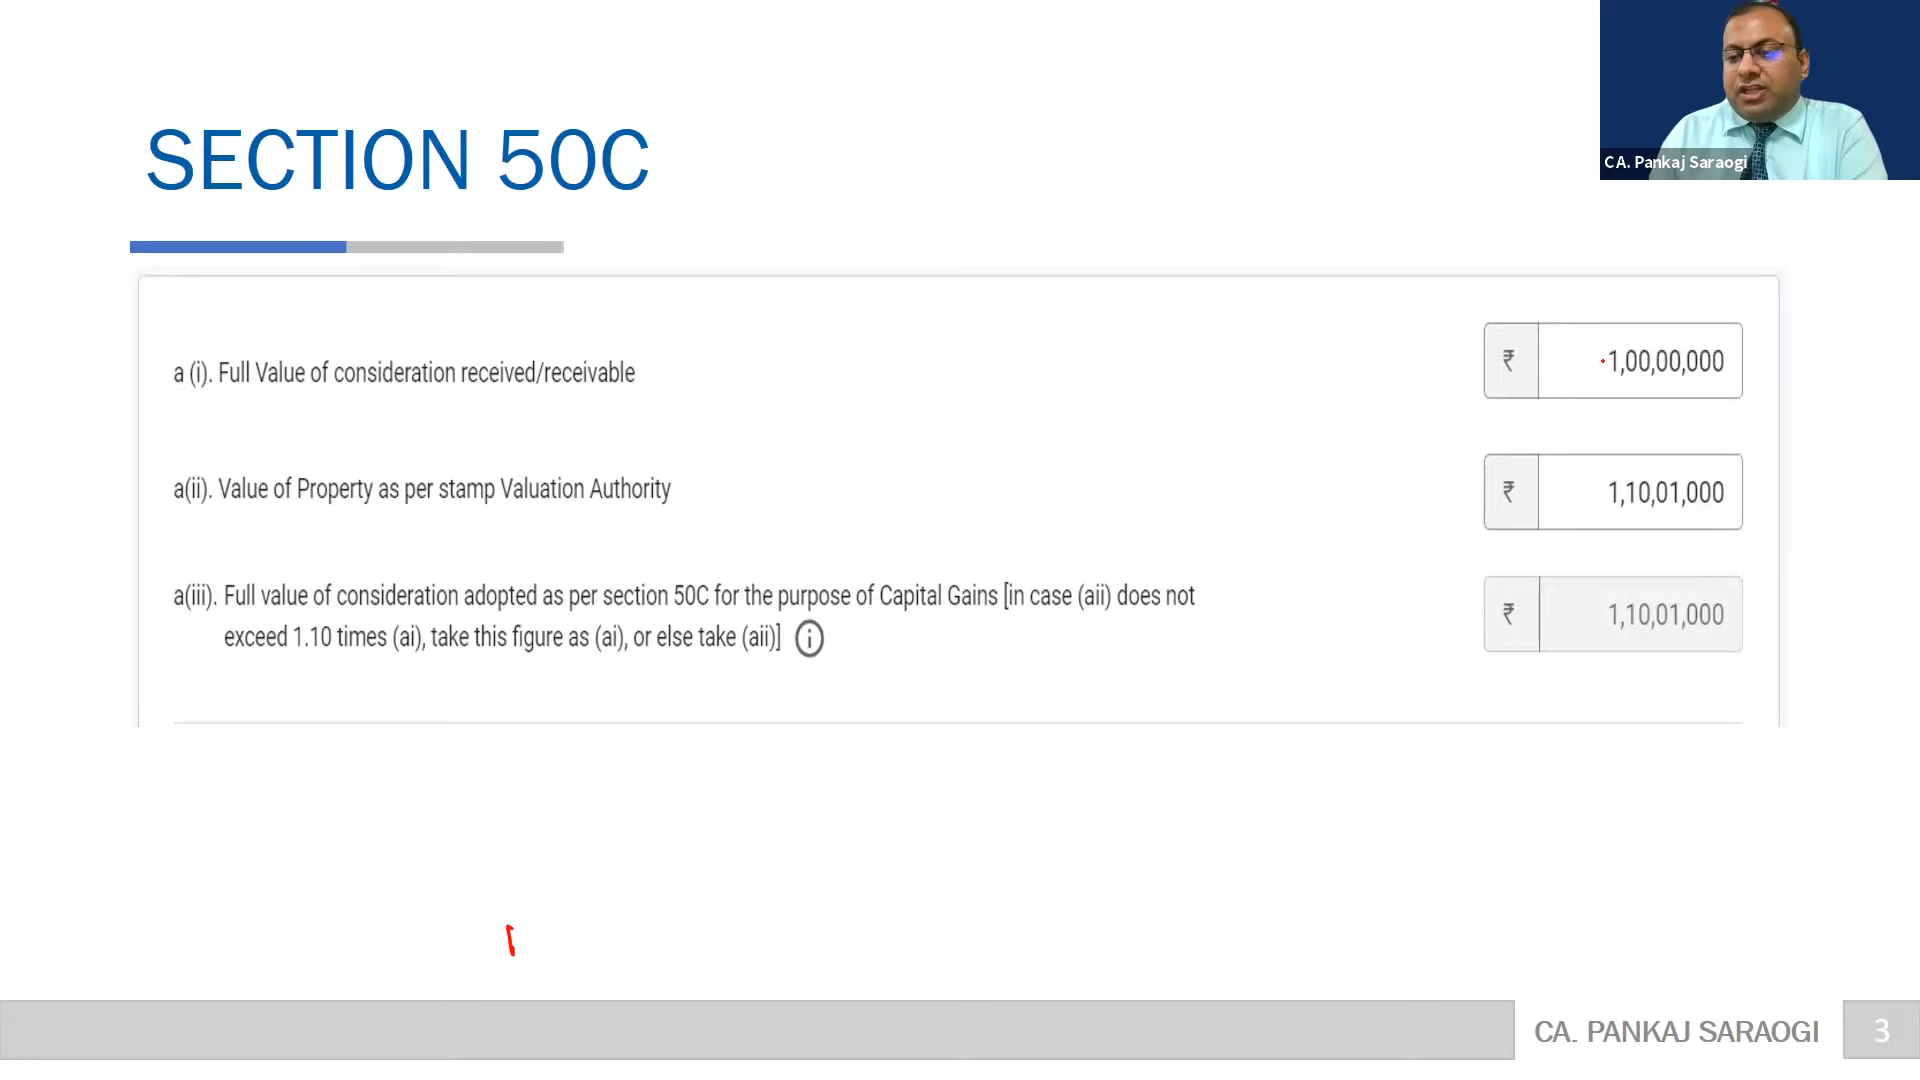 CA. Pankaj Saraogi
SECTION 50C
a (i). Full Value of consideration received/receivable
₹ 1,00,00,000
a(ii). Value of Property as per stamp Valuation Authority
₹ 1,10,01,000
a(iii). Full value of consideration adopted as per section 50C for the purpose of Capital Gains [in case (aii) does not
exceed 1.10 times (ai), take this figure as (ai), or else take (aii)]
₹ 1,10,01,000
CA. PANKAJ SARAOGI
3